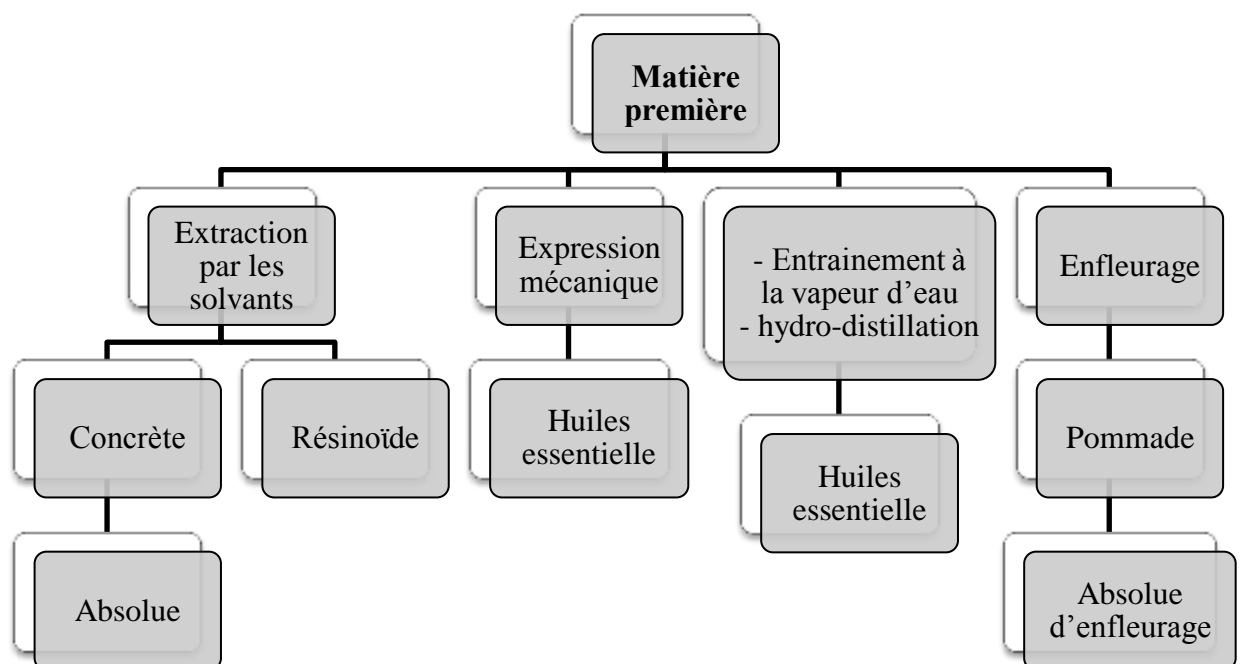 Matière
première
Extraction
par les
solvants
Expression
mécanique
- Entrainement à
la vapeur d’eau
- hydro-distillation
Enfleurage
Concrète
Résinoïde
Huiles
essentielle
Huiles
essentielle
Pommade
Absolue
Absolue
d’enfleurage